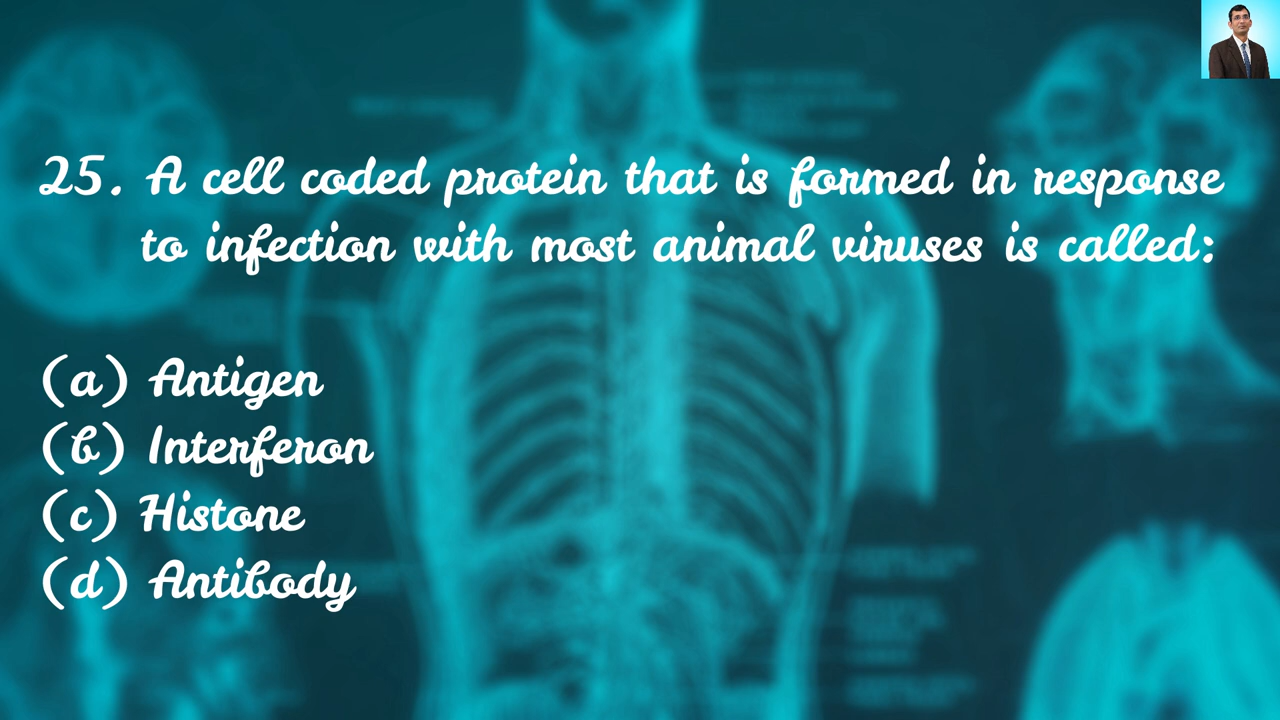 25. A cell coded protein that is formed in response
to infection with most animal viruses is called:
(a) Antigen
(b) Interferon
(c) Histone
(d) Antibody